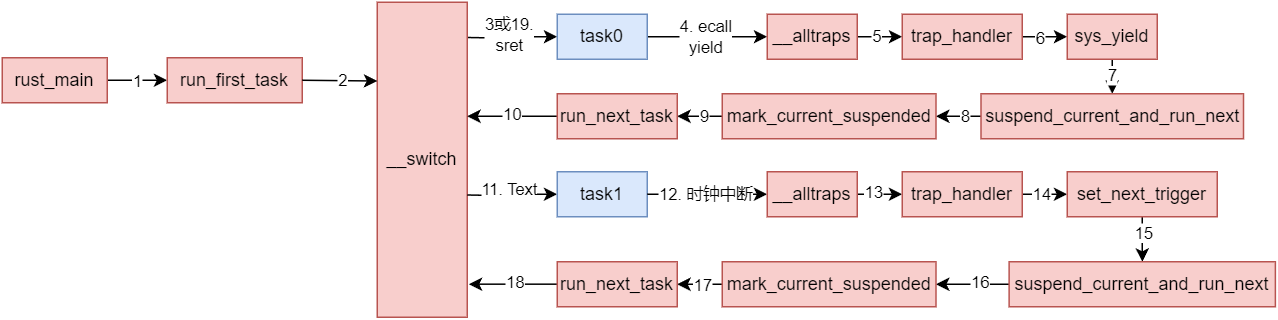 rust_main
1
run_first_task
2
__switch
3或19.
sret
task0
4. ecall
yield
__alltraps
5
trap_handler
6
sys_yield
7
suspend_current_and_run_next
8
mark_current_suspended
9
run_next_task
10
11. Text
task1
12. 时钟中断
__alltraps
13
trap_handler
14
set_next_trigger
15
suspend_current_and_run_next
16
mark_current_suspended
17
run_next_task
18